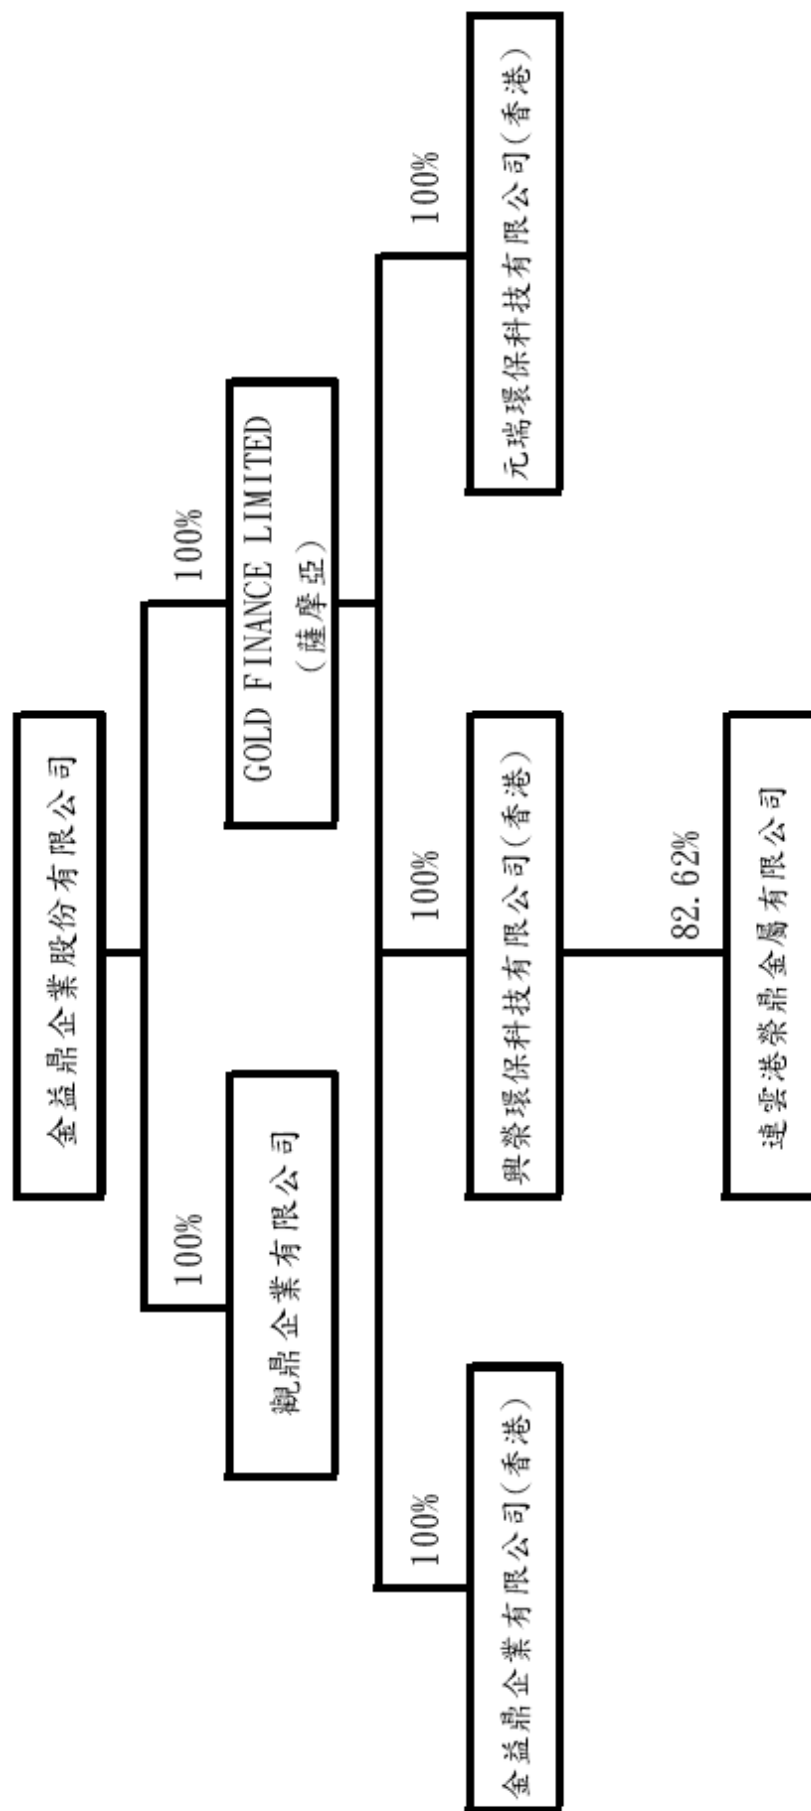 金益鼎企業股份有限公司
100%
100%
觀鼎企業有限公司
GOLD FINANCE LIMITED
(薩摩亞)
100%
100%
100%
金益鼎企業有限公司(香港)
興榮環保科技有限公司(香港)
元瑞環保科技有限公司(香港)
82.62%
連雲港榮鼎金屬有限公司